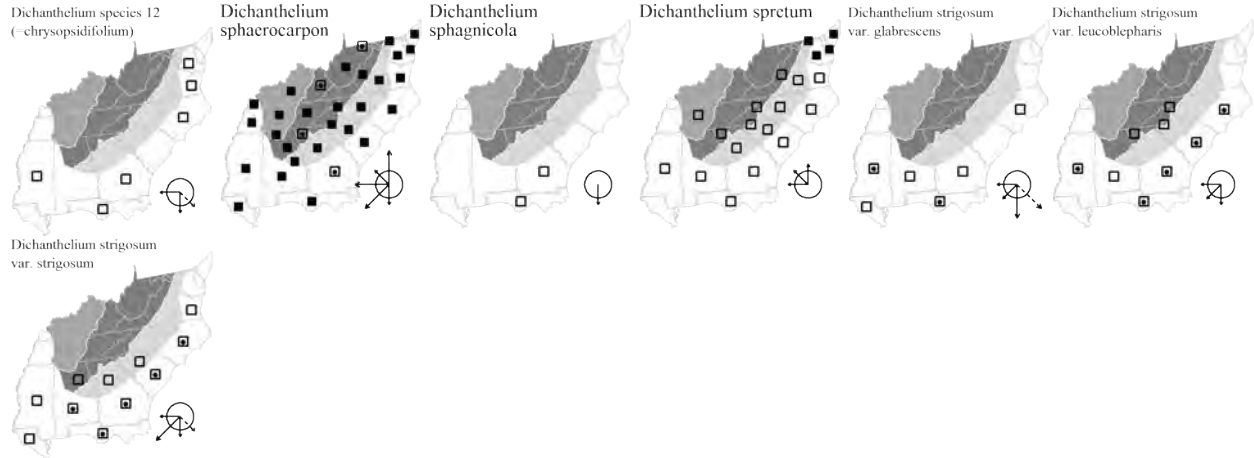 Dichanthelium species 12
(=chrysopsidifolium)
Dichanthelium
sphaerocarpon
Dichanthelium
sphagnicola
Dichanthelium spretum
Dichanthelium strigosum
var. glabrescens
Dichanthelium strigosum
var. leucoblepharis
Dichanthelium strigosum
var. strigosum